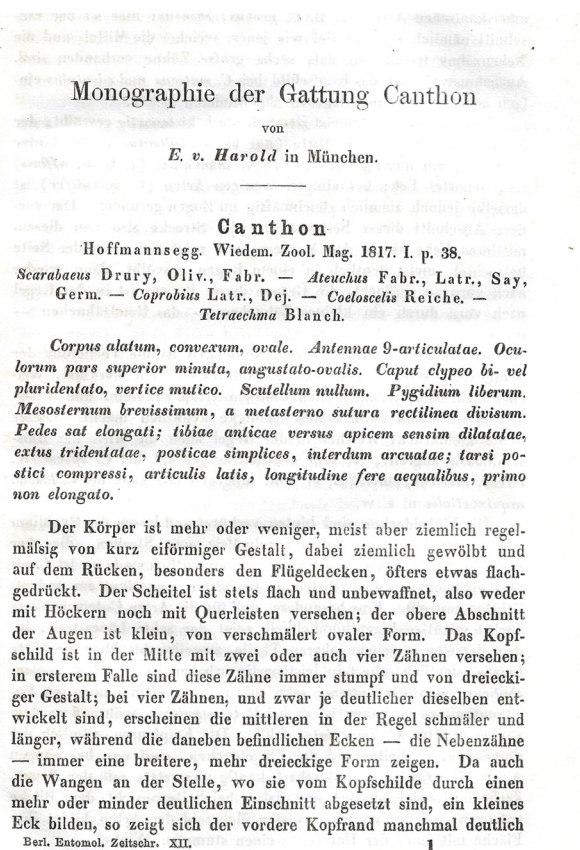 Monographie der Gattung Canthon
von
E. v. Harold in München.
Canthon
Hoffmannsegg. Wiedem. Zool. Mag. 1817. I. p. 38.
Scarabaeus Drury, Oliv., Fabr. — Ateuchus Fabr., Latr., Say,
Germ. — Coprobius Latr., Dej. — Coeloscelis Reiche. —
Tetraechma Blanch.
Corpus alatum, convexum, ovale. Antennae 9-articulatae. Ocu-
lorum pars superior minuta, angustato-ovalis. Caput clypeo bi- vel
pluridentato, vertice mutico. Scutellum nullum. Pygidium liberum.
Mesosternum brevissimum, a metasterno sutura rectilinea divisum.
Pedes sat elongati; tibiae anticae versus apicem sensim dilatatae,
extus tridentatae, posticae simplices, interdum arcuatae; tarsi po-
stici compressi, articulis latis, longitudine fere aequalibus, primo
non elongato.
Der Körper ist mehr oder weniger, meist aber ziemlich regel-
mäſsig von kurz eiförmiger Gestalt, dabei ziemlich gewölbt und
auf dem Rücken, besonders den Flügeldecken, öfters etwas flach-
gedrückt. Der Scheitel ist stets flach und unbewaffnet, also weder
mit Höckern noch mit Querleisten versehen; der obere Abschnitt
der Augen ist klein, von verschmälert ovaler Form. Das Kopf-
schild ist in der Mitte mit zwei oder auch vier Zähnen versehen;
in ersterem Falle sind diese Zähne immer stumpf und von dreiecki-
ger Gestalt; bei vier Zähnen, und zwar je deutlicher dieselben ent-
wickelt sind, erscheinen die mittleren in der Regel schmäler und
länger, während die daneben befindlichen Ecken — die Nebenzähne
— immer eine breitere, mehr dreieckige Form zeigen. Da auch
die Wangen an der Stelle, wo sie vom Kopfschilde durch einen
mehr oder minder deutlichen Einschnitt abgesetzt sind, ein kleines
Eck bilden, so zeigt sich der vordere Kopfrand manchmal deutlich
Berl. Entomol. Zeitschr. XII. 1